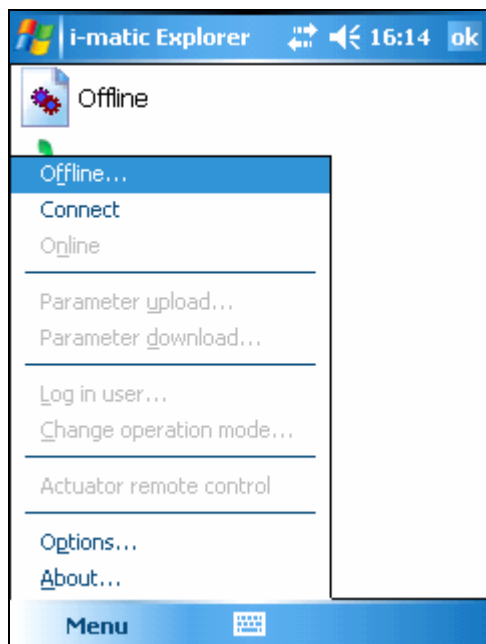 i-matic Explorer 16:14 ok
Offline
Offline...
Connect
Online
Parameter upload...
Parameter download...
Log in user...
Change operation mode...
Actuator remote control
Options...
About...
Menu